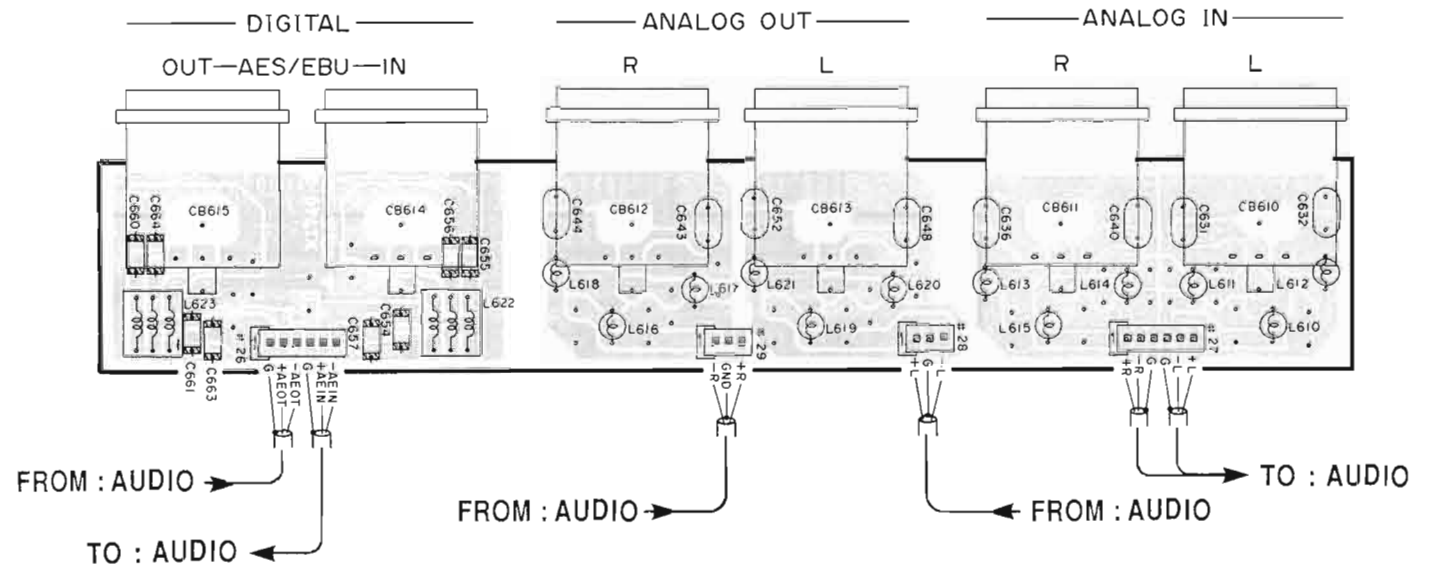 DIGITAL
ANALOG OUT
ANALOG IN
OUT—AES/EBU—IN
R
L
R
L
C660
C664
CB615
CB614
C656
C655
C644
CB612
C643
C652
CB613
C648
C636
CB611
C640
C631
CB610
C632
L618
L617
L621
L620
L613
L614
L611
L612
L623
L622
L616
L619
L615
L610
C661
C663
# 26
C657
C654
# 29
# 28
# 27
G
+AEOT
-AEOT
G
+AEIN
-AEIN
-R
GND
+R
+L
G
-L
+R
-R
G
G
-L
+L
FROM : AUDIO
TO : AUDIO
FROM : AUDIO
FROM : AUDIO
TO : AUDIO